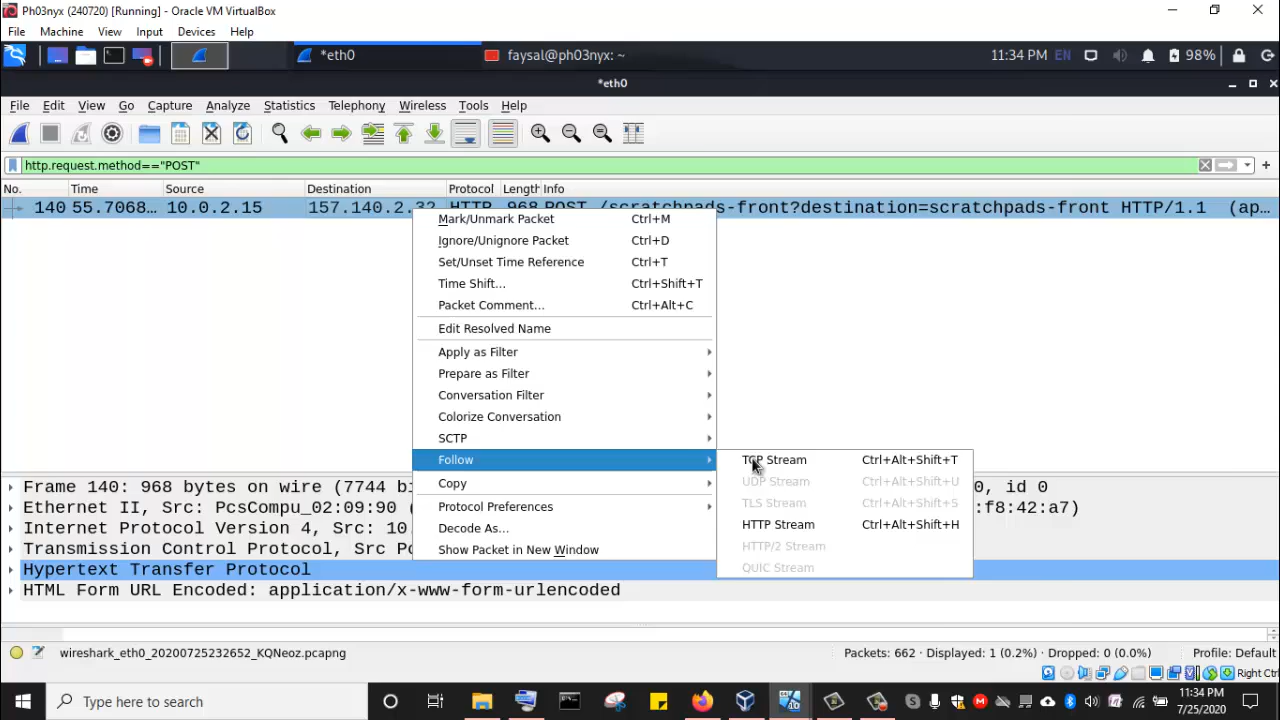 Ph03nyx (240720) [Running] - Oracle VM VirtualBox
File Machine View Input Devices Help
*eth0 faysal@ph03nyx: ~ 11:34 PM EN 98%
*eth0
File Edit View Go Capture Analyze Statistics Telephony Wireless Tools Help
http.request.method=="POST"
No. Time Source Destination Protocol Length Info
140 55.7068… 10.0.2.15 157.140.2.32 HTTP 968 POST /scratchpads-front?destination=scratchpads-front HTTP/1.1 (ap…
Mark/Unmark Packet Ctrl+M
Ignore/Unignore Packet Ctrl+D
Set/Unset Time Reference Ctrl+T
Time Shift... Ctrl+Shift+T
Packet Comment... Ctrl+Alt+C
Edit Resolved Name
Apply as Filter
Prepare as Filter
Conversation Filter
Colorize Conversation
SCTP
Follow
Copy
Protocol Preferences
Decode As...
Show Packet in New Window
TCP Stream Ctrl+Alt+Shift+T
UDP Stream Ctrl+Alt+Shift+U
TLS Stream Ctrl+Alt+Shift+S
HTTP Stream Ctrl+Alt+Shift+H
HTTP/2 Stream
QUIC Stream
Frame 140: 968 bytes on wire (7744 bi 0, id 0
Ethernet II, Src: PcsCompu_02:09:90 ( :f8:42:a7)
Internet Protocol Version 4, Src: 10.
Transmission Control Protocol, Src Po
Hypertext Transfer Protocol
HTML Form URL Encoded: application/x-www-form-urlencoded
wireshark_eth0_20200725232652_KQNeoz.pcapng Packets: 662 · Displayed: 1 (0.2%) · Dropped: 0 (0.0%) Profile: Default
Right Ctrl
Type here to search
11:34 PM
7/25/2020